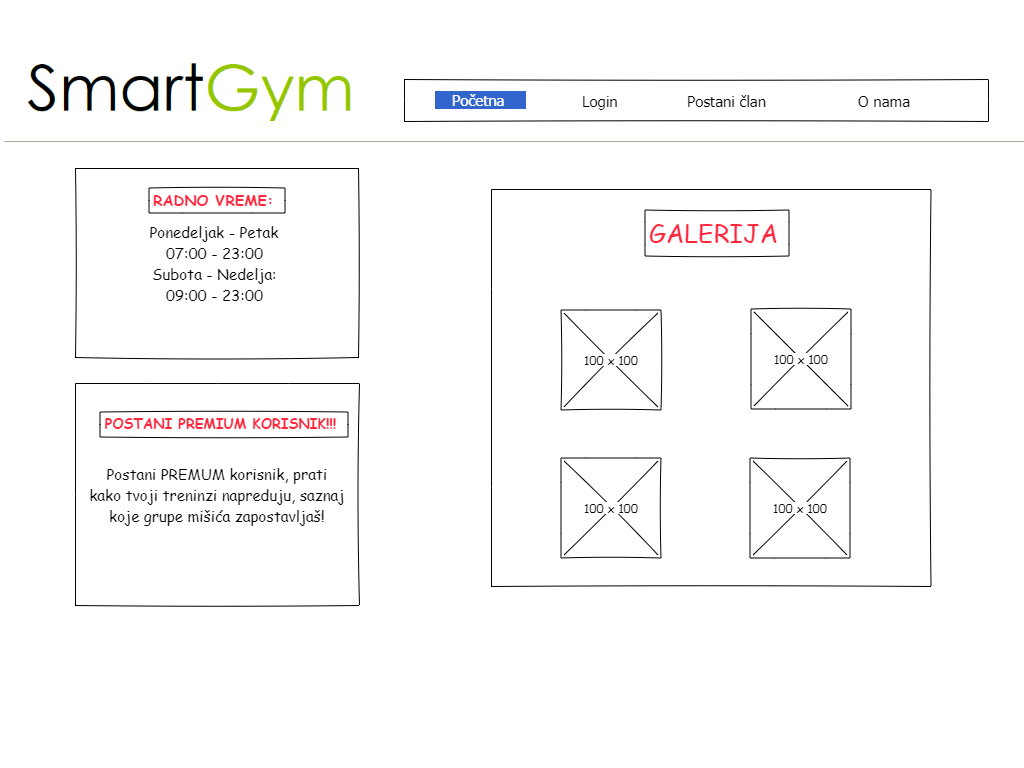 SmartGym
Početna Login Postani član O nama
RADNO VREME:
Ponedeljak - Petak
07:00 - 23:00
Subota - Nedelja:
09:00 - 23:00
POSTANI PREMIUM KORISNIK!!!
Postani PREMUM korisnik, prati
kako tvoji treninzi napreduju, saznaj
koje grupe mišića zapostavljaš!
GALERIJA
100 x 100
100 x 100
100 x 100
100 x 100